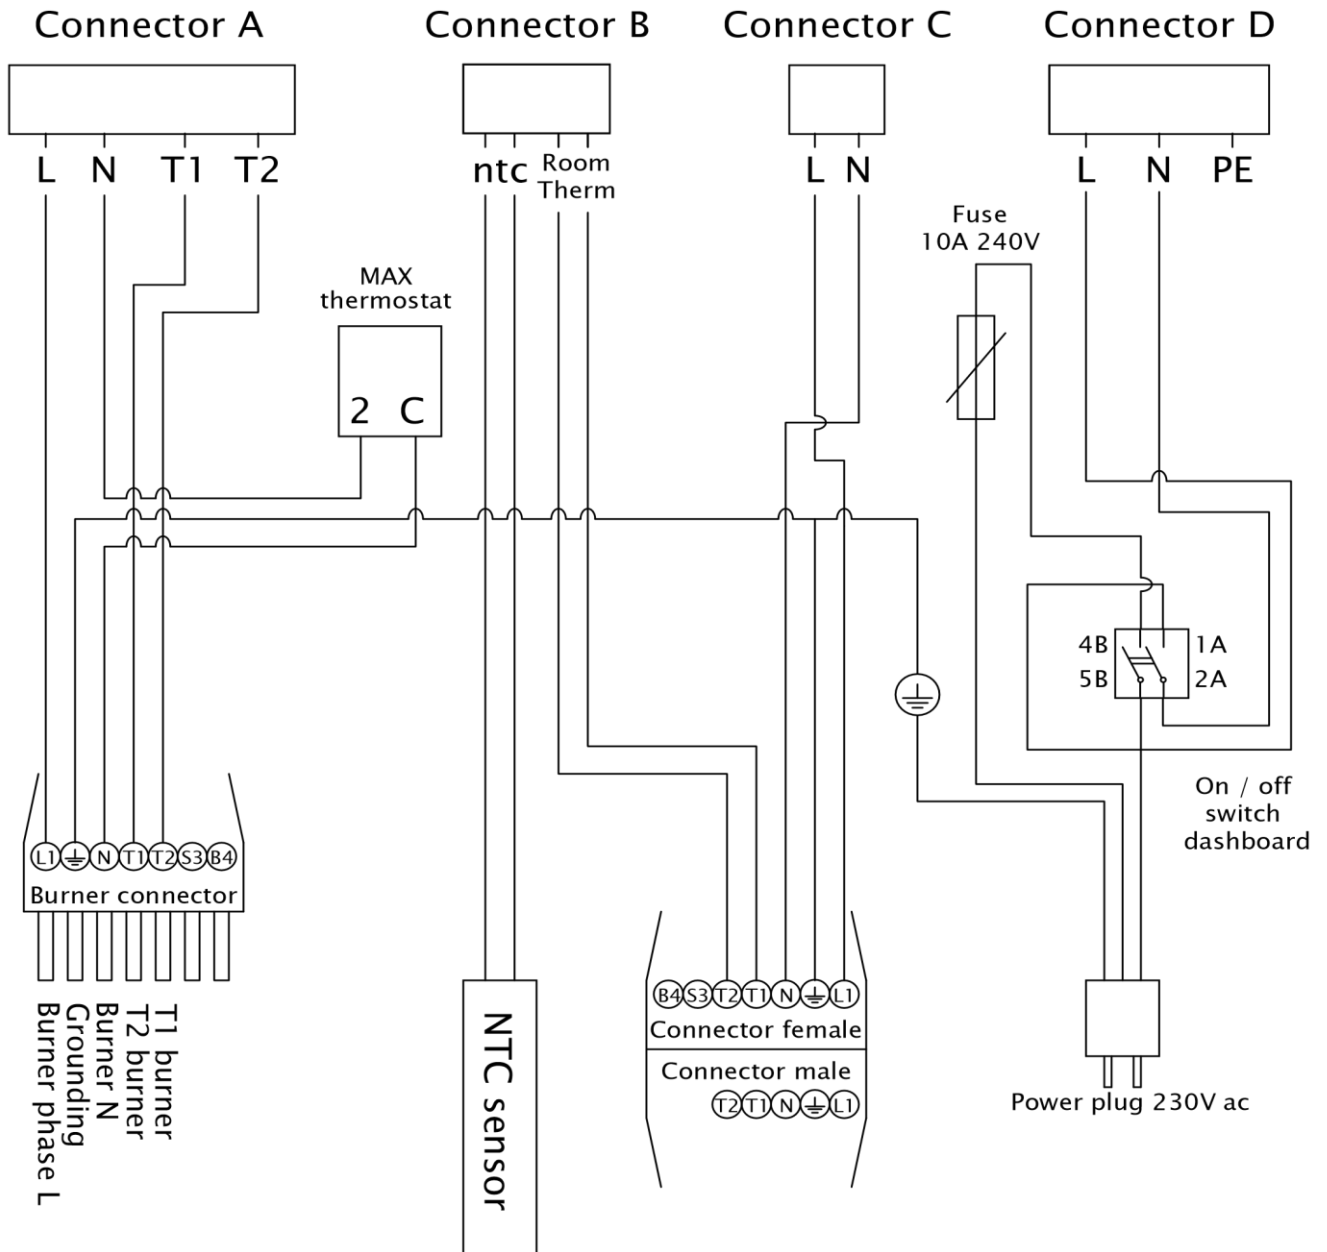 Connector A
Connector B
Connector C
Connector D
L N T1 T2
ntc
Room
Therm
L N
L N PE
Fuse
10A 240V
MAX
thermostat
2 C
4B
1A
5B
2A
On / off
switch
dashboard
L1 N T1 T2 S3 B4
Burner connector
Burner phase L
Grounding
Burner N
T2 burner
T1 burner
NTC sensor
B4 S3 T2 T1 N L1
Connector female
Connector male
T2 T1 N L1
Power plug 230V ac